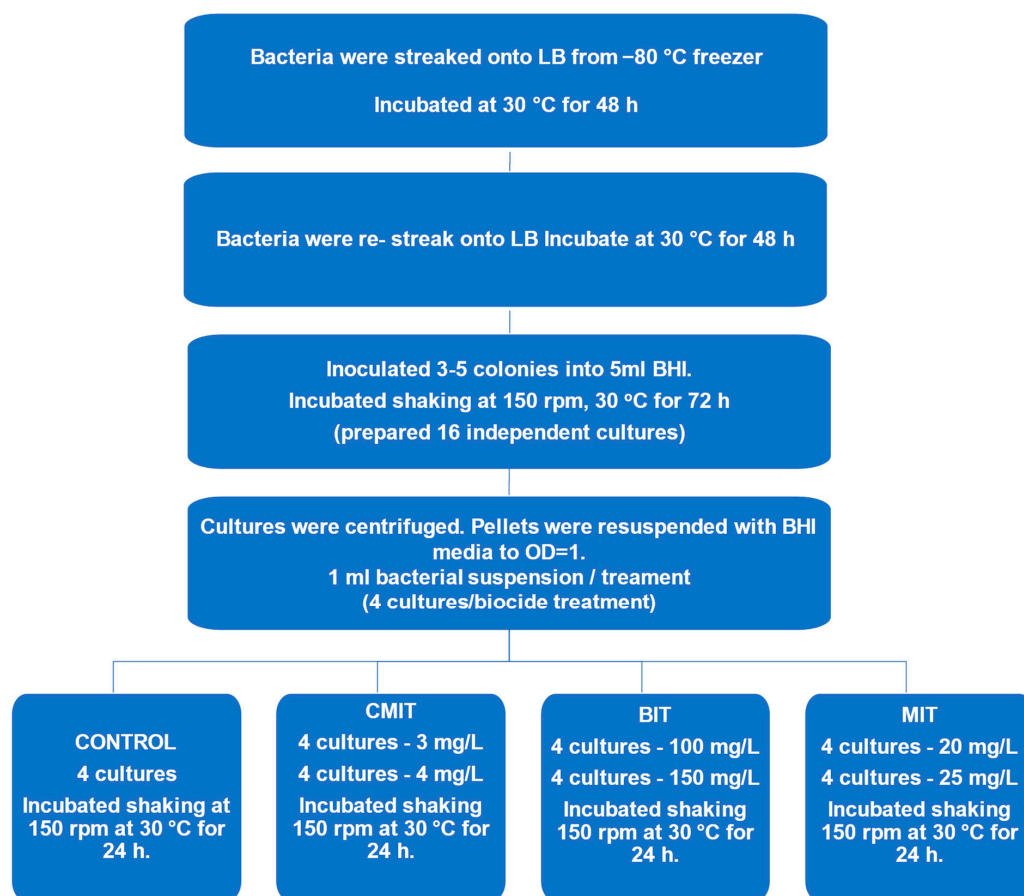 Bacteria were streaked onto LB from −80 °C freezer
Incubated at 30 °C for 48 h
Bacteria were re- streak onto LB Incubate at 30 °C for 48 h
Inoculated 3-5 colonies into 5ml BHI.
Incubated shaking at 150 rpm, 30 °C for 72 h
(prepared 16 independent cultures)
Cultures were centrifuged. Pellets were resuspended with BHI
media to OD=1.
1 ml bacterial suspension / treament
(4 cultures/biocide treatment)
CONTROL
4 cultures
Incubated shaking at
150 rpm at 30 °C for
24 h.
CMIT
4 cultures - 3 mg/L
4 cultures - 4 mg/L
Incubated shaking
150 rpm at 30 °C for
24 h.
BIT
4 cultures - 100 mg/L
4 cultures - 150 mg/L
Incubated shaking
150 rpm at 30 °C for
24 h.
MIT
4 cultures - 20 mg/L
4 cultures - 25 mg/L
Incubated shaking
150 rpm at 30 °C for
24 h.